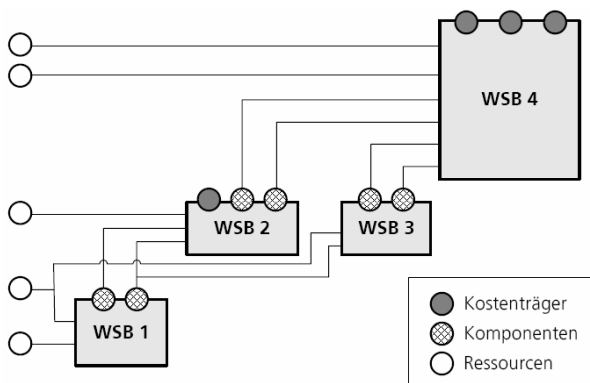 WSB 4
WSB 2
WSB 3
WSB 1
Kostenträger
Komponenten
Ressourcen